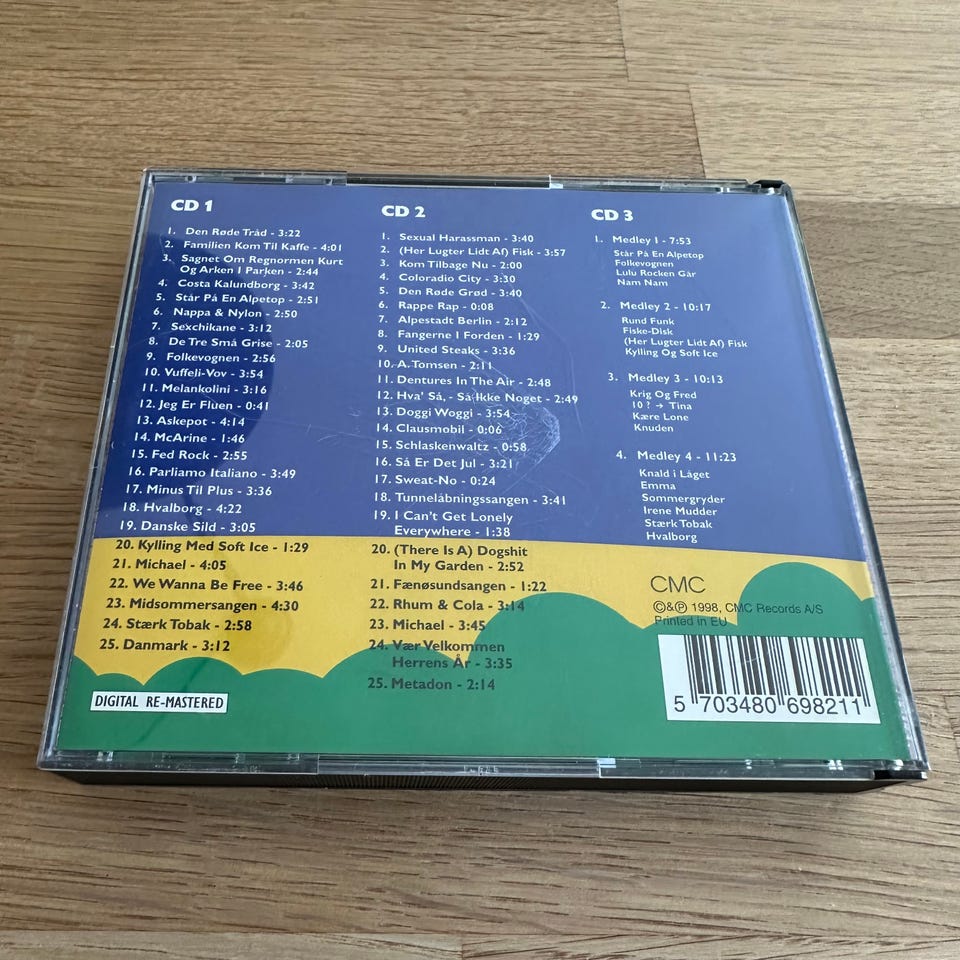 CD 1
1. Den Røde Tråd - 3:22
2. Familien Kom Til Kaffe - 4:01
3. Sagnet Om Regnormen Kurt
Og Arken I Parken - 2:44
4. Costa Kalundborg - 3:42
5. Står På En Alpetop - 2:51
6. Nappa & Nylon - 2:50
7. Sexchikane - 3:12
8. De Tre Små Grise - 2:05
9. Folkevognen - 2:56
10. Vuffeli-Vov - 3:54
11. Melankolini - 3:16
12. Jeg Er Fluen - 0:41
13. Askepot - 4:14
14. McArine - 1:46
15. Fed Rock - 2:55
16. Parliamo Italiano - 3:49
17. Minus Til Plus - 3:36
18. Hvalborg - 4:22
19. Danske Sild - 3:05
20. Kylling Med Soft Ice - 1:29
21. Michael - 4:05
22. We Wanna Be Free - 3:46
23. Midsommersangen - 4:30
24. Stærk Tobak - 2:58
25. Danmark - 3:12
DIGITAL RE-MASTERED
CD 2
1. Sexual Harassman - 3:40
2. (Her Lugter Lidt Af) Fisk - 3:57
3. Kom Tilbage Nu - 2:00
4. Coloradio City - 3:30
5. Den Røde Grød - 3:40
6. Rappe Rap - 0:08
7. Alpestadt Berlin - 2:12
8. Fangerne I Forden - 1:29
9. United Steaks - 3:36
10. A. Tomsen - 2:11
11. Dentures In The Air - 2:48
12. Hva' Så, - Så Ikke Noget - 2:49
13. Doggi Woggi - 3:54
14. Clausmobil - 0:06
15. Schlaskenwaltz - 0:58
16. Så Er Det Jul - 3:21
17. Sweat-No - 0:24
18. Tunnelåbningssangen - 3:41
19. I Can't Get Lonely
Everywhere - 1:38
20. (There Is A) Dogshit
In My Garden - 2:52
21. Fænøsundsangen - 1:22
22. Rhum & Cola - 3:14
23. Michael - 3:45
24. Vær Velkommen
Herrens År - 3:35
25. Metadon - 2:14
CD 3
1. Medley 1 - 7:53
Står På En Alpetop
Folkevognen
Lulu Rocken Går
Nam Nam
2. Medley 2 - 10:17
Rund Funk
Fiske-Disk
(Her Lugter Lidt Af) Fisk
Kylling Og Soft Ice
3. Medley 3 - 10:13
Krig Og Fred
10 ? → Tina
Kære Lone
Knuden
4. Medley 4 - 11:23
Knald i Låget
Emma
Sommergryder
Irene Mudder
Stærk Tobak
Hvalborg
CMC
©&℗ 1998, CMC Records A/S
Printed in EU
5 703480 698211